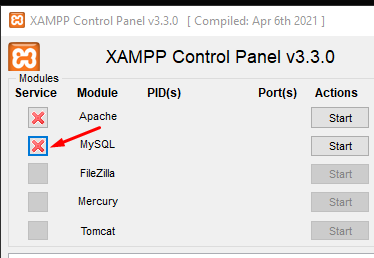 XAMPP Control Panel v3.3.0 [ Compiled: Apr 6th 2021 ]
XAMPP Control Panel v3.3.0
Modules
Service Module PID(s) Port(s) Actions
Apache Start
MySQL Start
FileZilla Start
Mercury Start
Tomcat Start